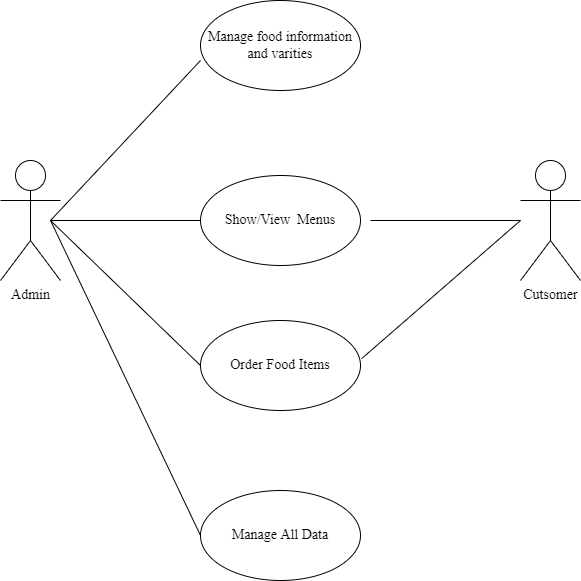 Manage food information
and varities
Show/View  Menus
Admin
Cutsomer
Order Food Items
Manage All Data